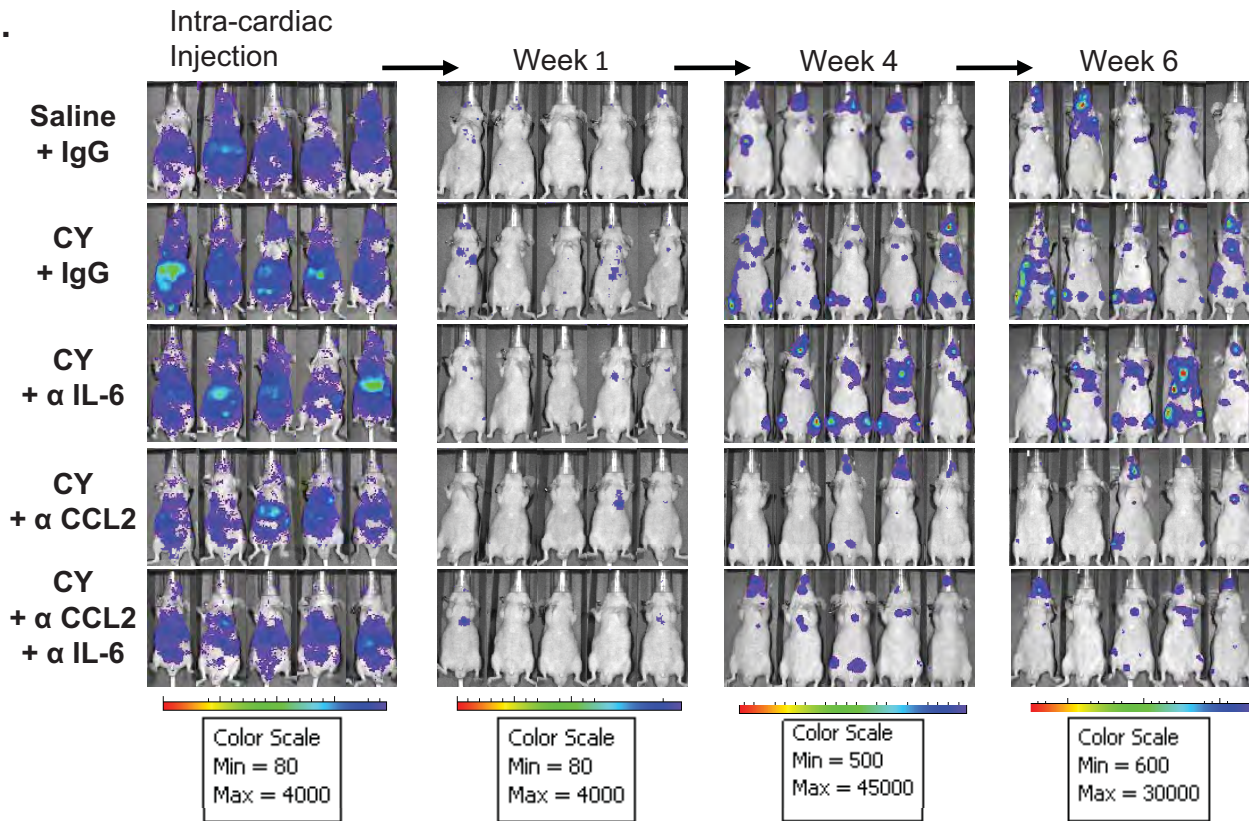 .
Intra-cardiac
Injection
Week 1
Week 4
Week 6
Saline
+ IgG
CY
+ IgG
CY
+ α IL-6
CY
+ α CCL2
CY
+ α CCL2
+ α IL-6
Color Scale
Min = 80
Max = 4000
Color Scale
Min = 80
Max = 4000
Color Scale
Min = 500
Max = 45000
Color Scale
Min = 600
Max = 30000